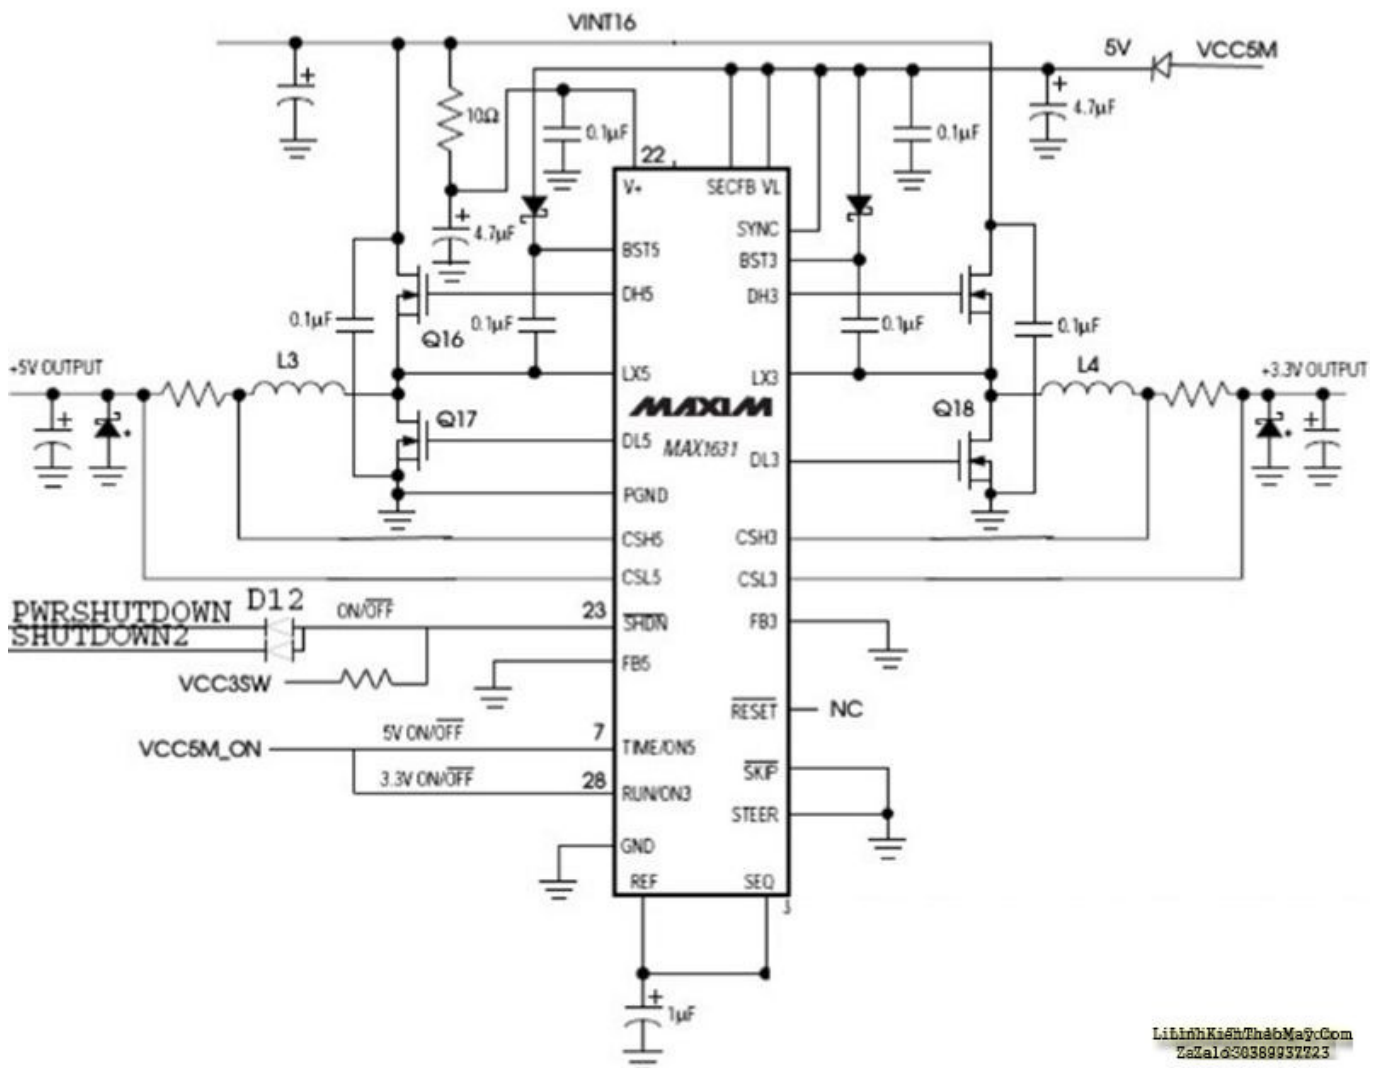 VINT16
5V
VCC5M
+
10Ω
0.1µF
0.1µF
+
4.7µF
22
V+
SECFB VL
+
4.7µF
SYNC
BST5
BST3
DH5
DH3
0.1µF
Q16
0.1µF
0.1µF
0.1µF
+5V OUTPUT
L3
LX5
LX3
L4
+3.3V OUTPUT
MAXIM
MAX1631
+
*
Q17
Q18
+
*
DL5
DL3
PGND
CSH5
CSH3
CSL5
CSL3
PWRSHUTDOWN
D12
ON/OFF
23
SHDN
FB3
SHUTDOWN2
FB5
VCC3SW
RESET
NC
5V ON/OFF
7
VCC5M_ON
TIME/ON5
SKIP
3.3V ON/OFF
28
RUN/ON3
STEER
GND
REF
SEQ
+
1µF